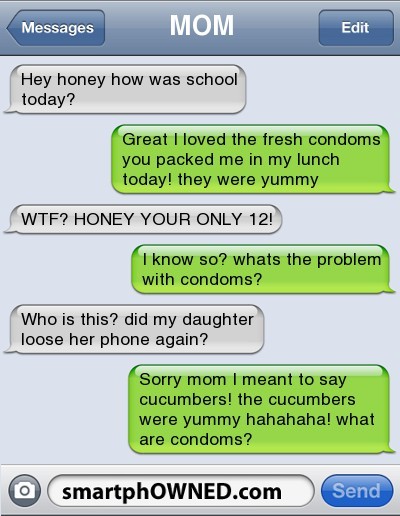 Messages
MOM
Edit
Hey honey how was school
today?
Great I loved the fresh condoms
you packed me in my lunch
today! they were yummy
WTF? HONEY YOUR ONLY 12!
I know so? whats the problem
with condoms?
Who is this? did my daughter
loose her phone again?
Sorry mom I meant to say
cucumbers! the cucumbers
were yummy hahahaha! what
are condoms?
smartphOWNED.com
Send